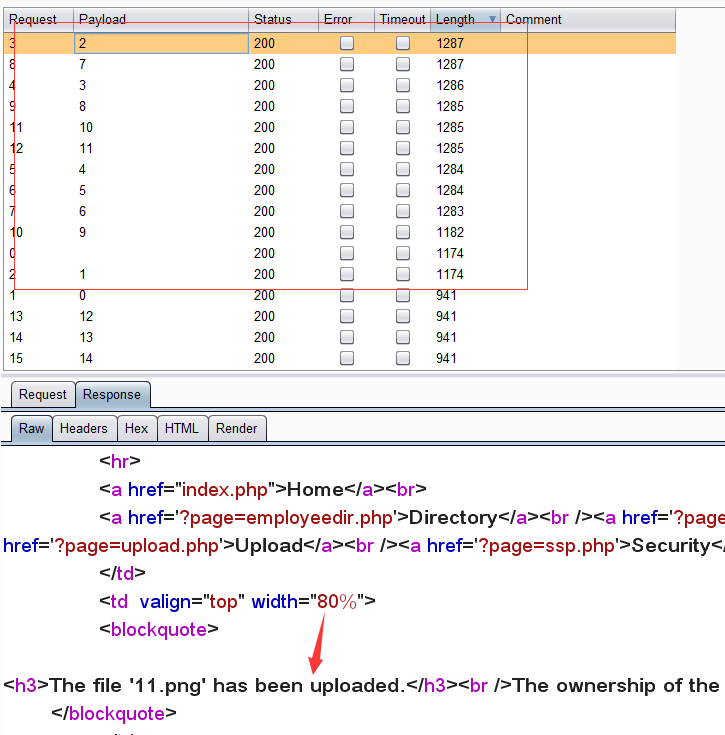 Request Payload Status Error Timeout Length Comment
3 2 200 1287
8 7 200 1287
4 3 200 1286
9 8 200 1285
11 10 200 1285
12 11 200 1285
5 4 200 1284
6 5 200 1284
7 6 200 1283
10 9 200 1182
0 200 1174
2 1 200 1174
1 0 200 941
13 12 200 941
14 13 200 941
15 14 200 941
Request Response
Raw Headers Hex HTML Render
<hr>
<a href="index.php">Home</a><br>
<a href='?page=employeedir.php'>Directory</a><br /><a href='?page
href='?page=upload.php'>Upload</a><br /><a href='?page=ssp.php'>Security</
</td>
<td valign="top" width="80%">
<blockquote>
<h3>The file '11.png' has been uploaded.</h3><br />The ownership of the
</blockquote>